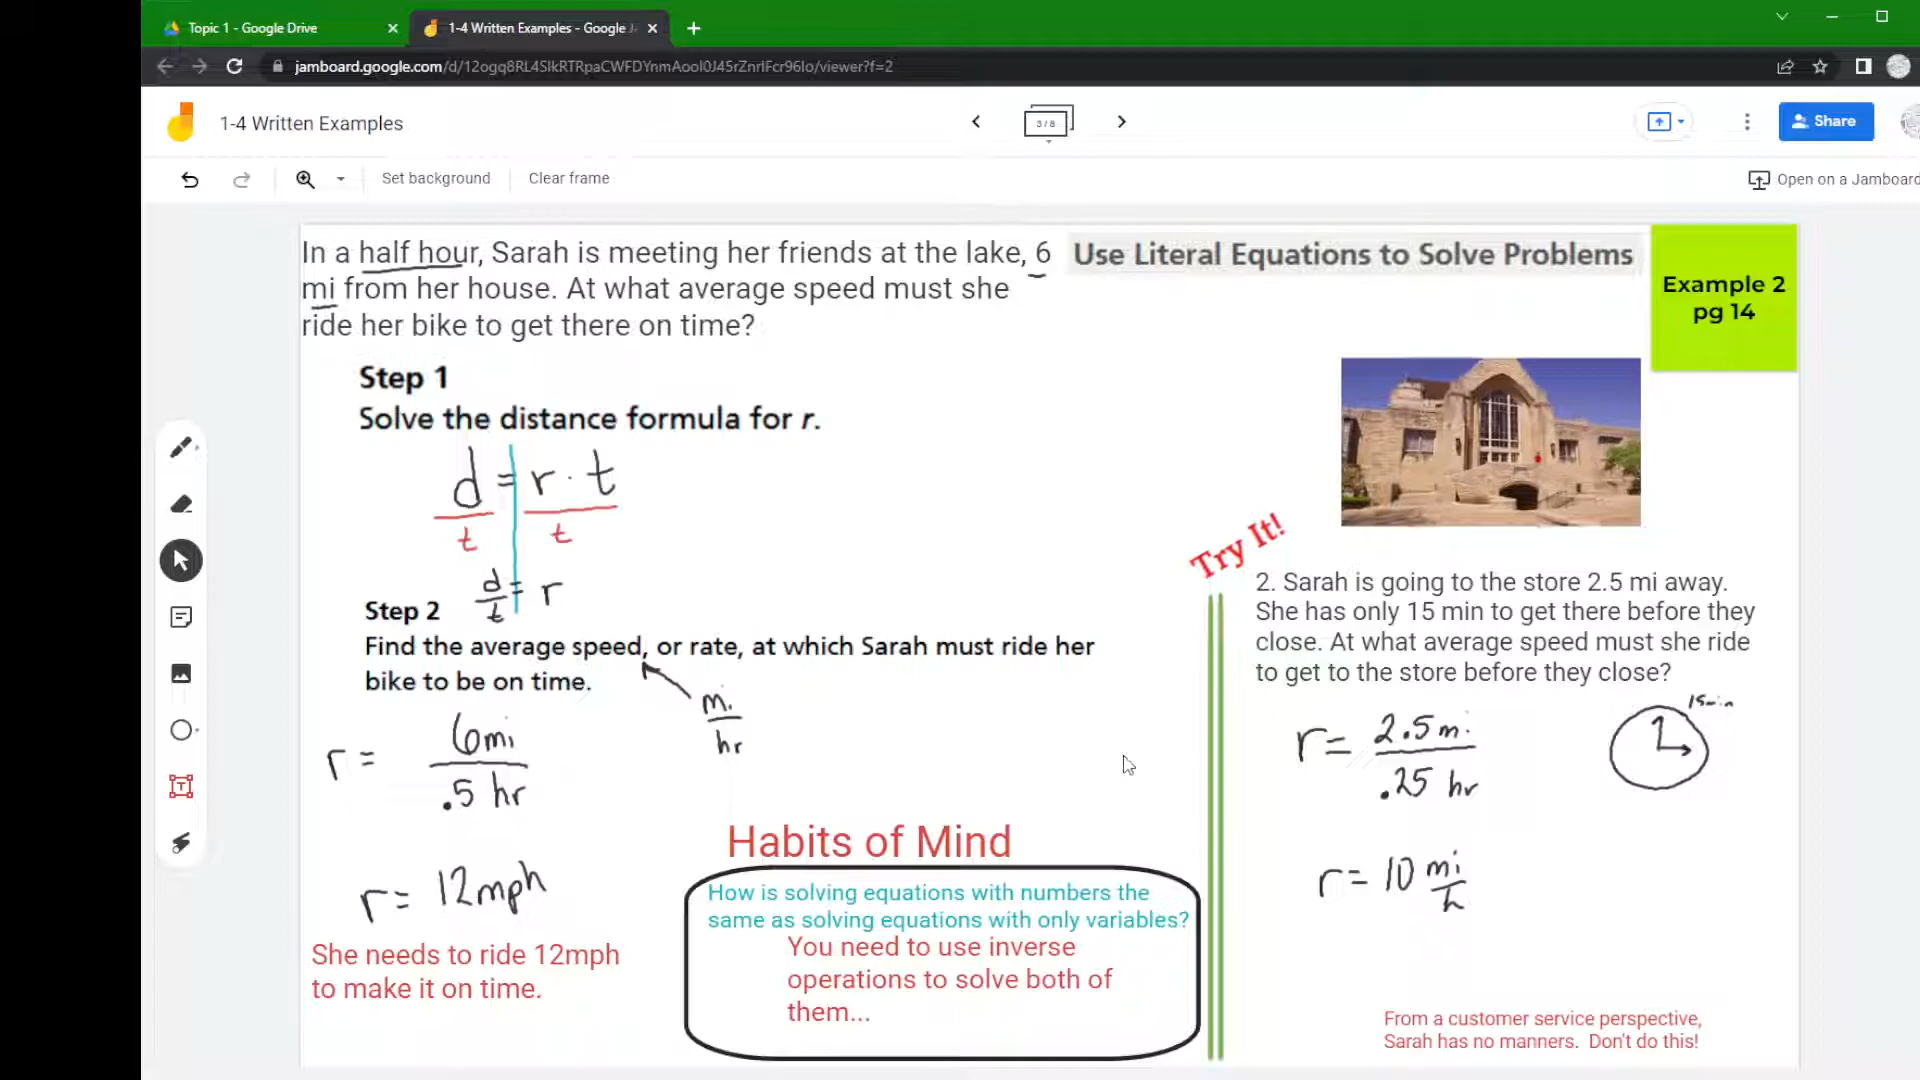 Topic 1 - Google Drive
1-4 Written Examples - Google J
jamboard.google.com/d/12ogq8RL4SlkRTRpaCWFDYnmAool0J45rZnrlFcr96lo/viewer?f=2
1-4 Written Examples
3 / 8
Share
Set background
Clear frame
Open on a Jamboard
In a half hour, Sarah is meeting her friends at the lake, 6
mi from her house. At what average speed must she
ride her bike to get there on time?
Use Literal Equations to Solve Problems
Example 2
pg 14
Step 1
Solve the distance formula for r.
d = r · t
t t
d/t = r
Step 2
Find the average speed, or rate, at which Sarah must ride her
bike to be on time.
mi
hr
r = 6mi
.5 hr
r = 12mph
She needs to ride 12mph
to make it on time.
Habits of Mind
How is solving equations with numbers the
same as solving equations with only variables?
You need to use inverse
operations to solve both of
them...
Try It!
2. Sarah is going to the store 2.5 mi away.
She has only 15 min to get there before they
close. At what average speed must she ride
to get to the store before they close?
15min
r = 2.5mi
.25 hr
r = 10 mi
h
From a customer service perspective,
Sarah has no manners. Don't do this!